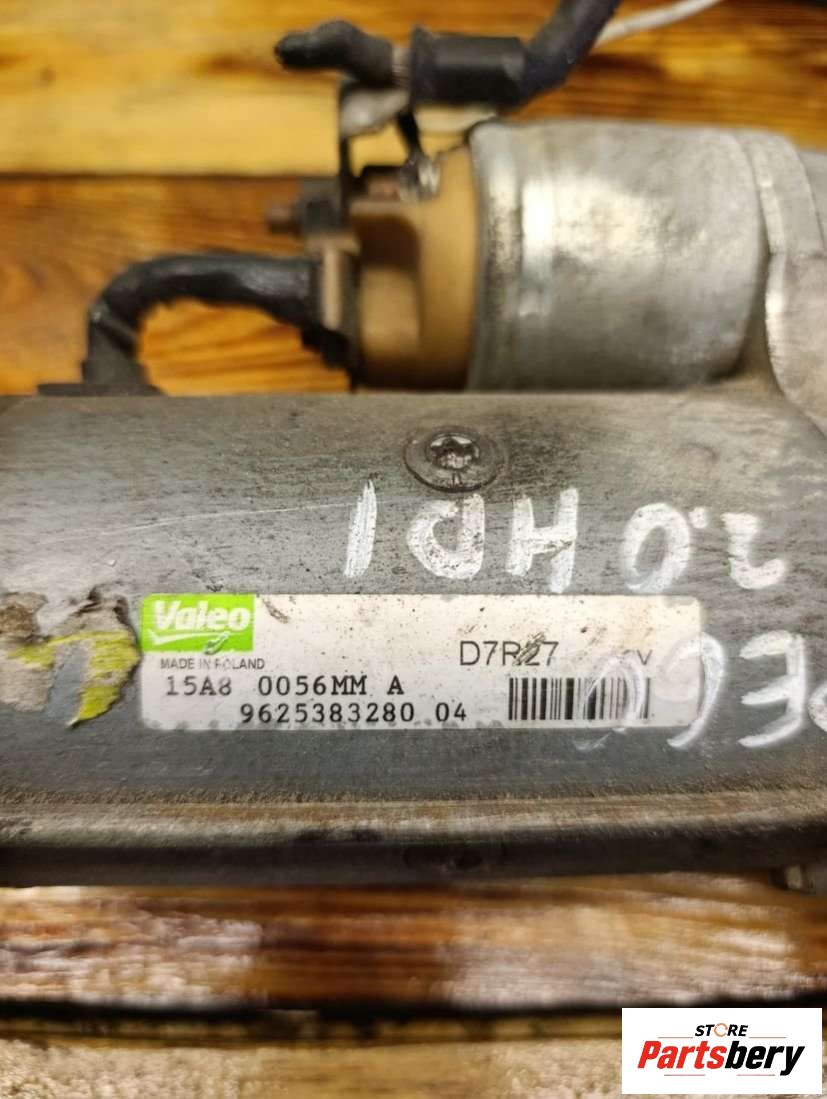 2.0 HDI
Valeo
MADE IN POLAND
D7R27
15A8 0056MM A
9625383280 04
STORE
Partsbery